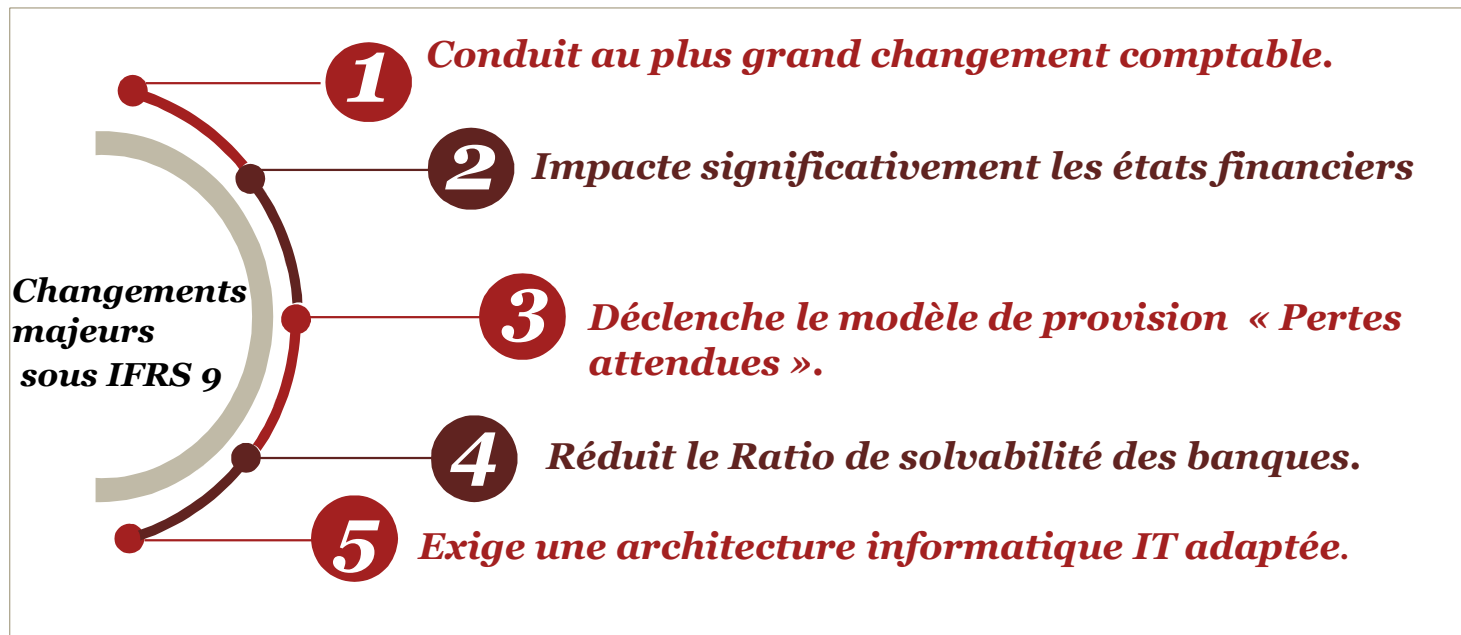 Changements
majeurs
sous IFRS 9
1
Conduit au plus grand changement comptable.
2
Impacte significativement les états financiers
3
Déclenche le modèle de provision « Pertes
attendues ».
4
Réduit le Ratio de solvabilité des banques.
5
Exige une architecture informatique IT adaptée.